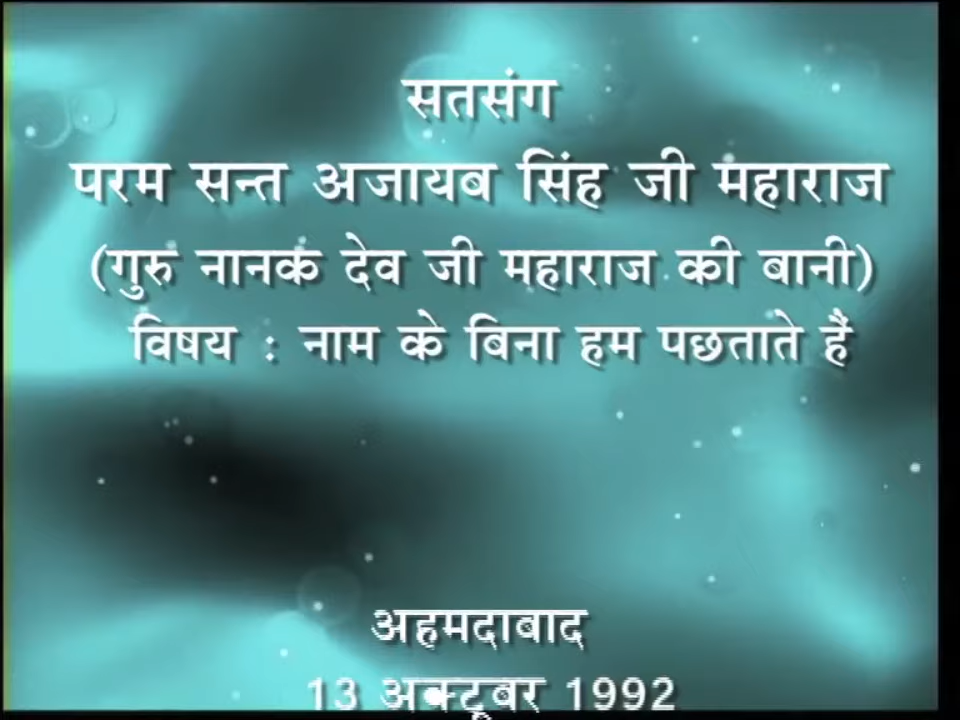 सतसंग
परम सन्त अजायब सिंह जी महाराज
(गुरु नानक देव जी महाराज की बानी)
विषय : नाम के बिना हम पछताते हैं
अहमदाबाद
13 अक्टूबर 1992